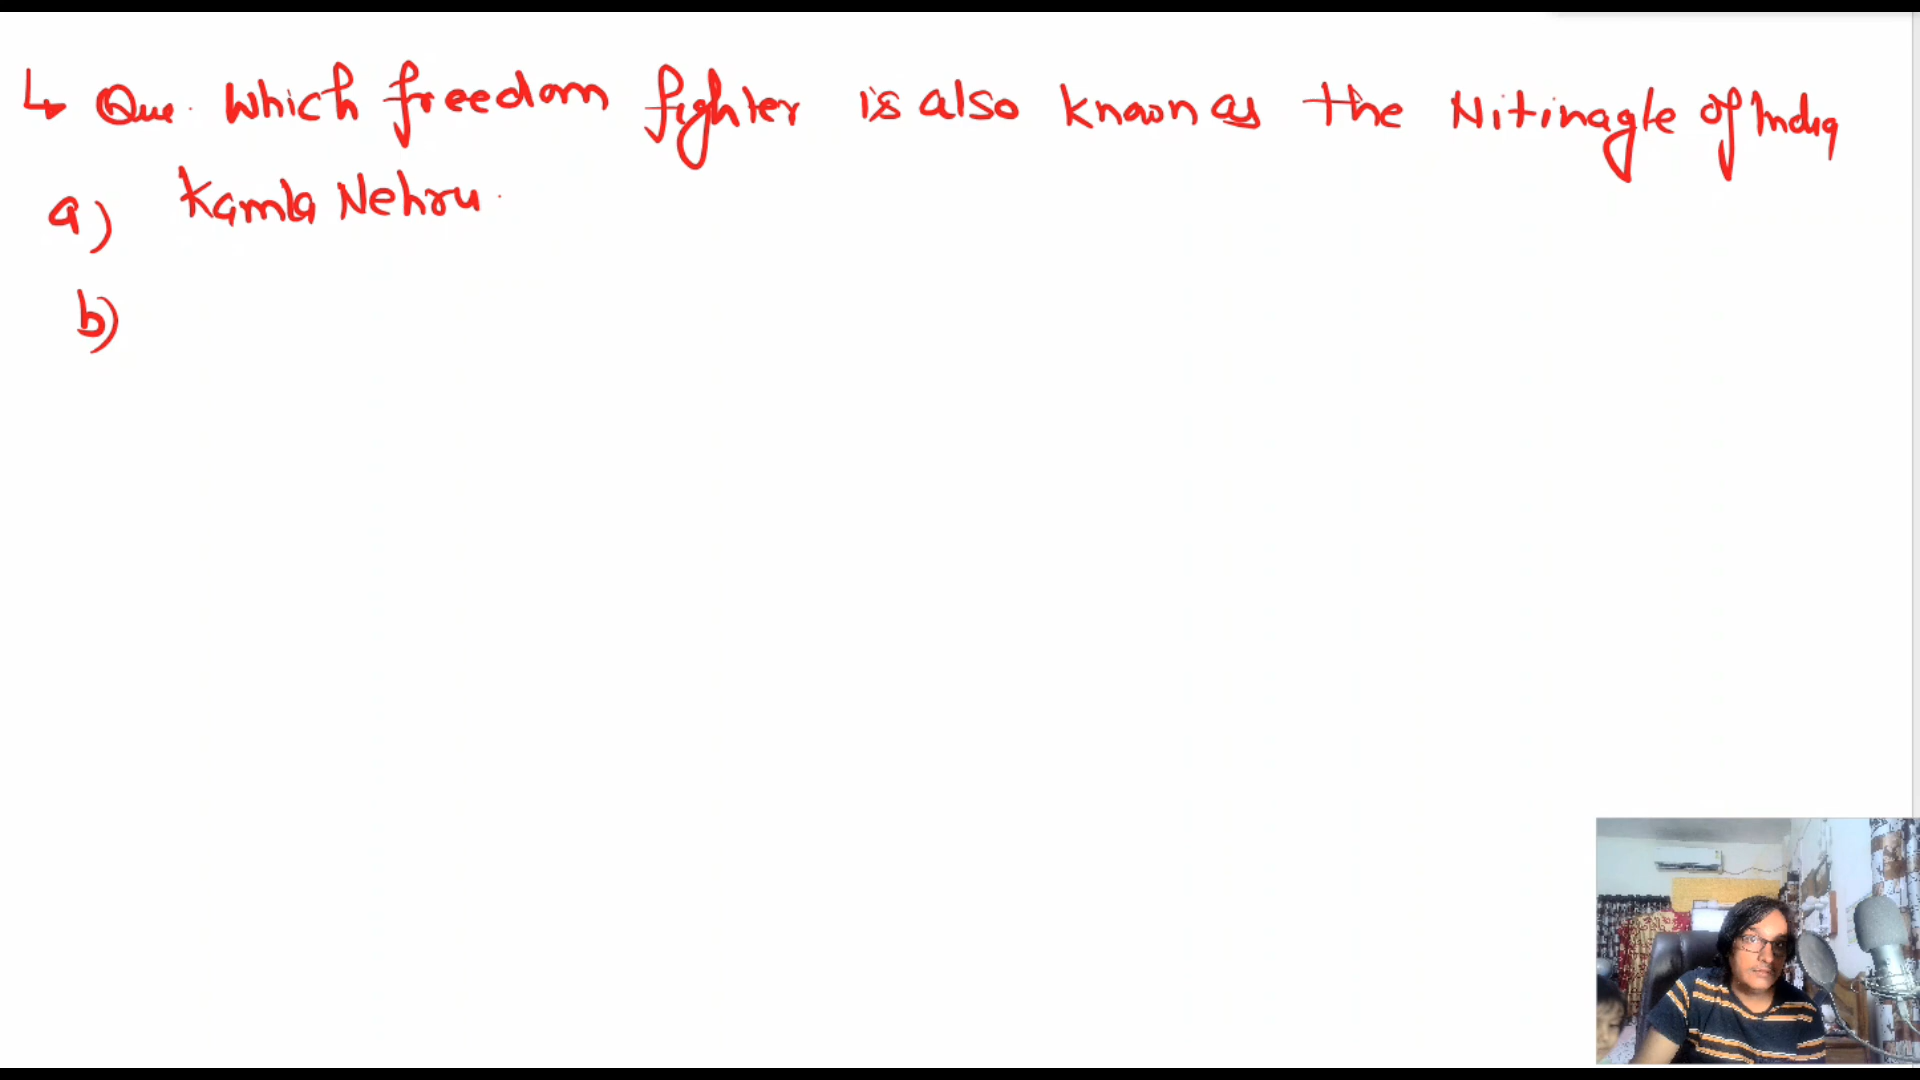 ↳ Que. Which freedom fighter is also known as the Nitinagle of India
a) Kamla Nehru.
b)